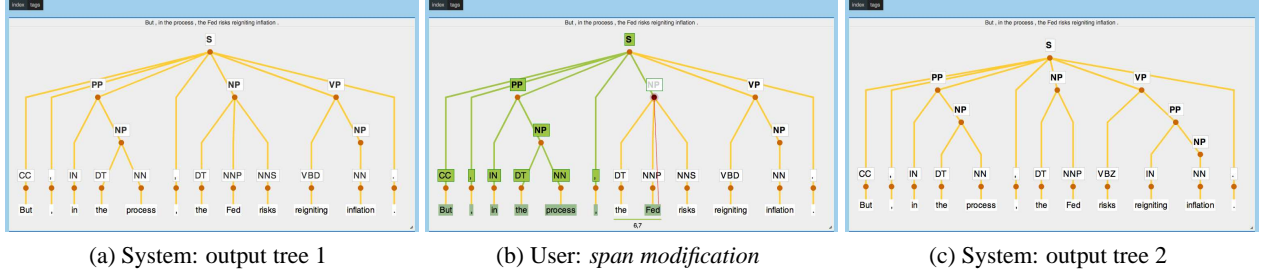 index tags
But , in the process , the Fed risks reigniting inflation .
S
PP NP VP
NP NP
CC , IN DT NN , DT NNP NNS VBD NN .
But , in the process , the Fed risks reigniting inflation .
(a) System: output tree 1
index tags
But , in the process , the Fed risks reigniting inflation .
S
PP NP VP
NP NP
CC , IN DT NN , DT NNP NNS VBD NN .
But , in the process , the Fed risks reigniting inflation .
6,7
(b) User: span modification
index tags
But , in the process , the Fed risks reigniting inflation .
S
PP NP VP
NP PP
NP
CC , IN DT NN , DT NNP VBZ IN NN .
But , in the process , the Fed risks reigniting inflation .
(c) System: output tree 2